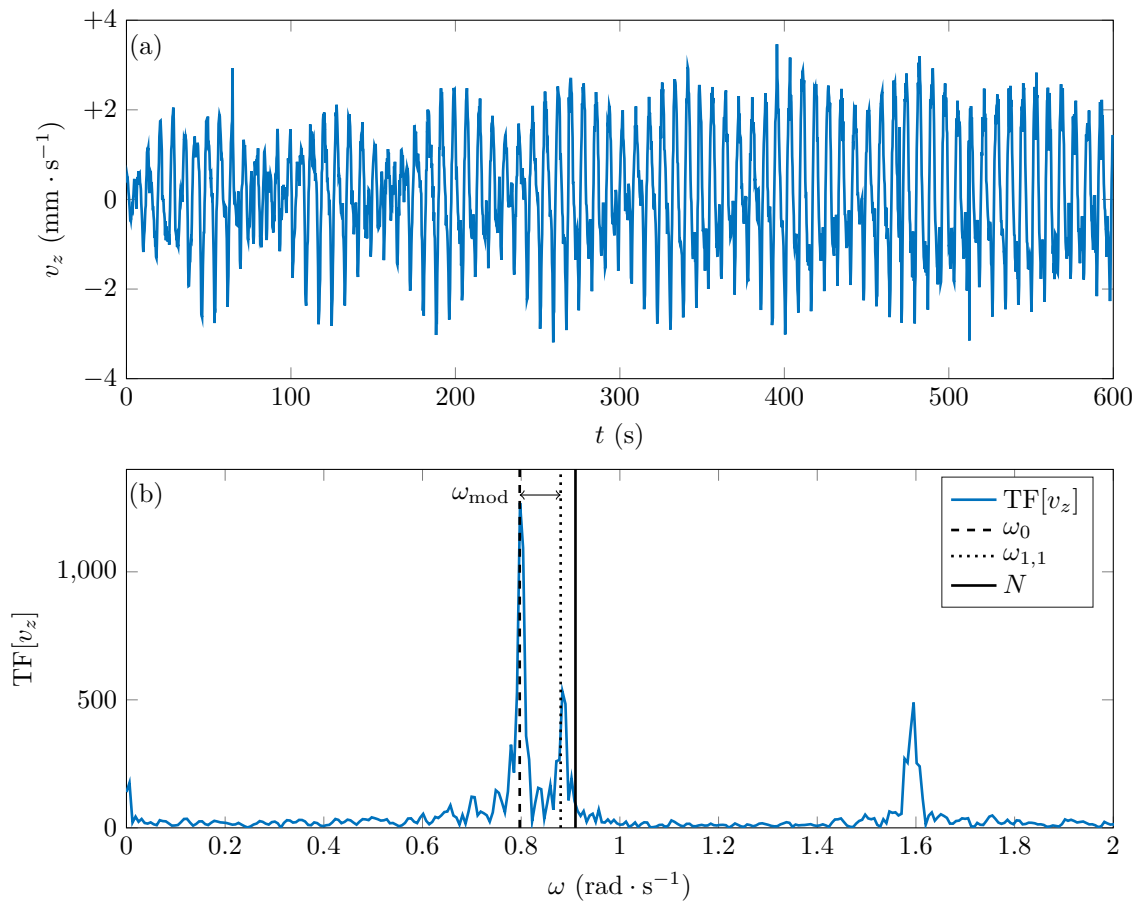 (a)
+4
+2
0
−2
−4
v_z (mm · s⁻¹)
0 100 200 300 400 500 600
t (s)
(b)
ω_mod
TF[v_z]
ω_0
ω_{1,1}
N
1,000
500
0
TF[v_z]
0 0.2 0.4 0.6 0.8 1 1.2 1.4 1.6 1.8 2
ω (rad · s⁻¹)